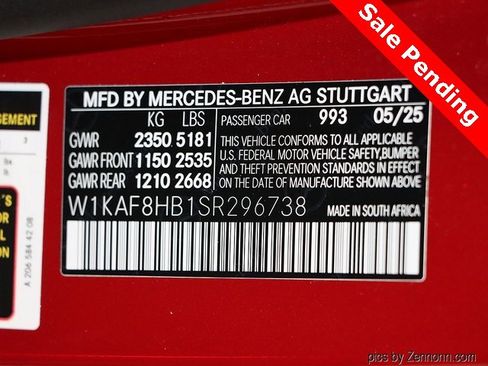 Sale Pending
MFD BY MERCEDES-BENZ AG STUTTGART
KG LBS PASSENGER CAR 993 05/25
GVWR 2350 5181
GAWR FRONT 1150 2535
GAWR REAR 1210 2668
THIS VEHICLE CONFORMS TO ALL APPLICABLE
U.S. FEDERAL MOTOR VEHICLE SAFETY, BUMPER
AND THEFT PREVENTION STANDARDS IN EFFECT
ON THE DATE OF MANUFACTURE SHOWN ABOVE.
W1KAF8HB1SR296738 MADE IN SOUTH AFRICA
A 206 584 42 08
pics by Zennonn.com